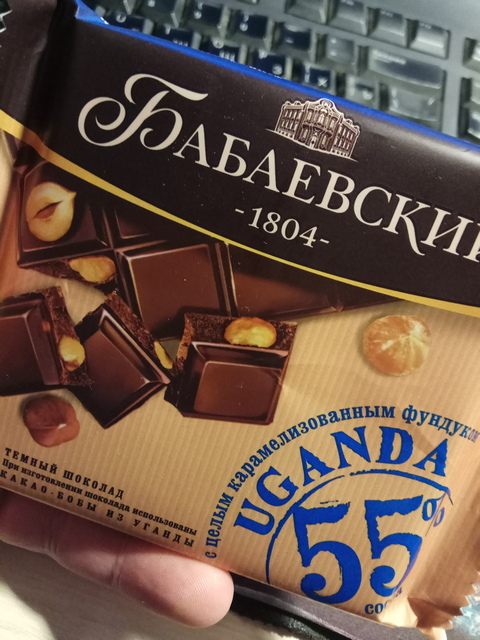 БАБАЕВСКИЙ
-1804-
с целым карамелизованным фундуком
UGANDA
55%
ТЕМНЫЙ ШОКОЛАД
При изготовлении шоколада использованы
КАКАО-БОБЫ ИЗ УГАНДЫ